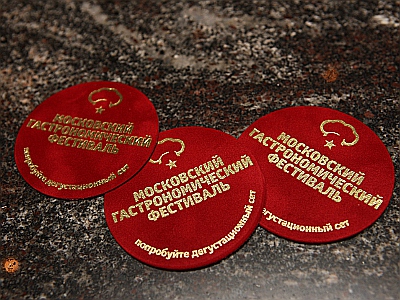 МОСКОВСКИЙ
ГАСТРОНОМИЧЕСКИЙ
ФЕСТИВАЛЬ
попробуйте дегустационный сет
МОСКОВСКИЙ
ГАСТРОНОМИЧЕСКИЙ
ФЕСТИВАЛЬ
попробуйте дегустационный сет
МОСКОВСКИЙ
ГАСТРОНОМИЧЕСКИЙ
ФЕСТИВАЛЬ
дегустационный сет